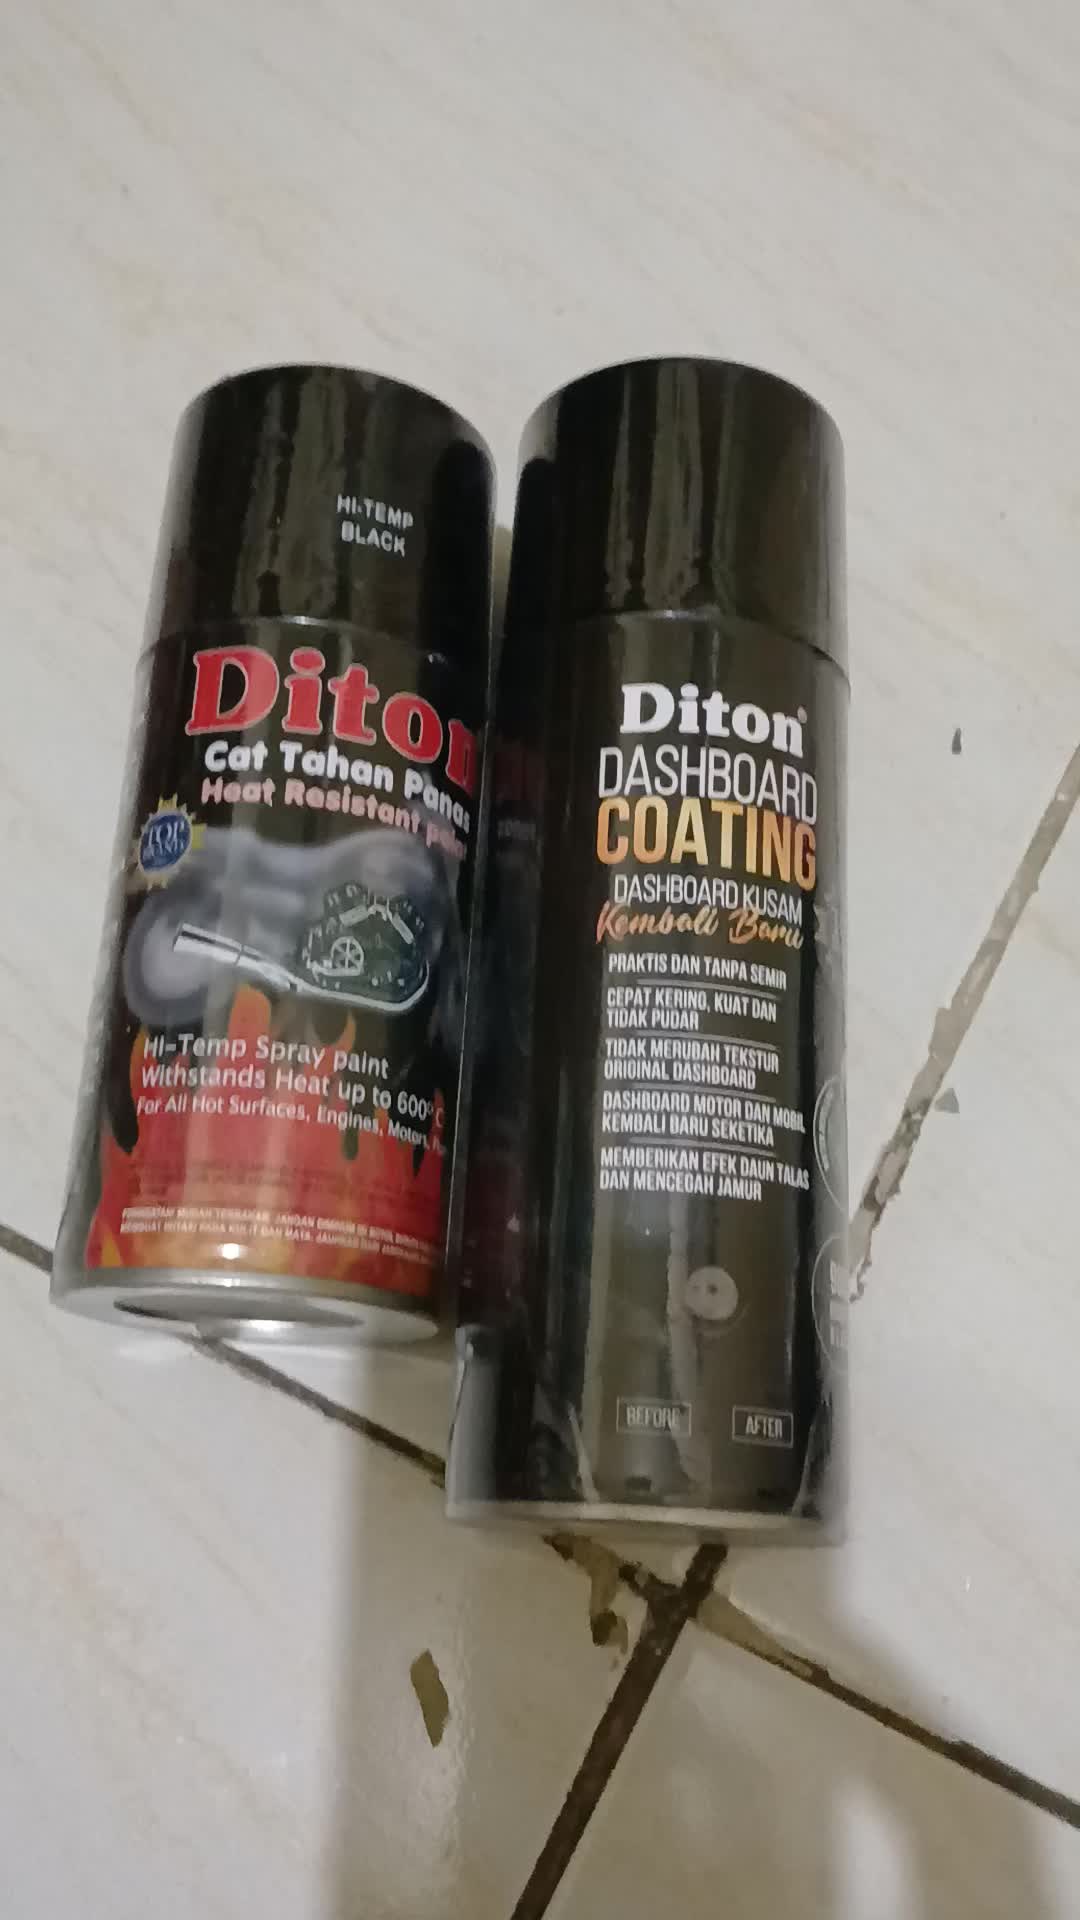 HI-TEMP
BLACK
Diton
Cat Tahan Panas
Heat Resistant
TOP
BRAND
Hi-Temp Spray paint
Withstands Heat up to 600°C
For All Hot Surfaces, Engines, Motors,
Diton®
DASHBOARD
COATING
DASHBOARD KUSAM
Kembali Baru
PRAKTIS DAN TANPA SEMIR
CEPAT KERING, KUAT DAN
TIDAK PUDAR
TIDAK MERUBAH TEKSTUR
ORIGINAL DASHBOARD
DASHBOARD MOTOR DAN MOBIL
KEMBALI BARU SEKETIKA
MEMBERIKAN EFEK DAUN TALAS
DAN MENCEGAH JAMUR
BEFORE
AFTER